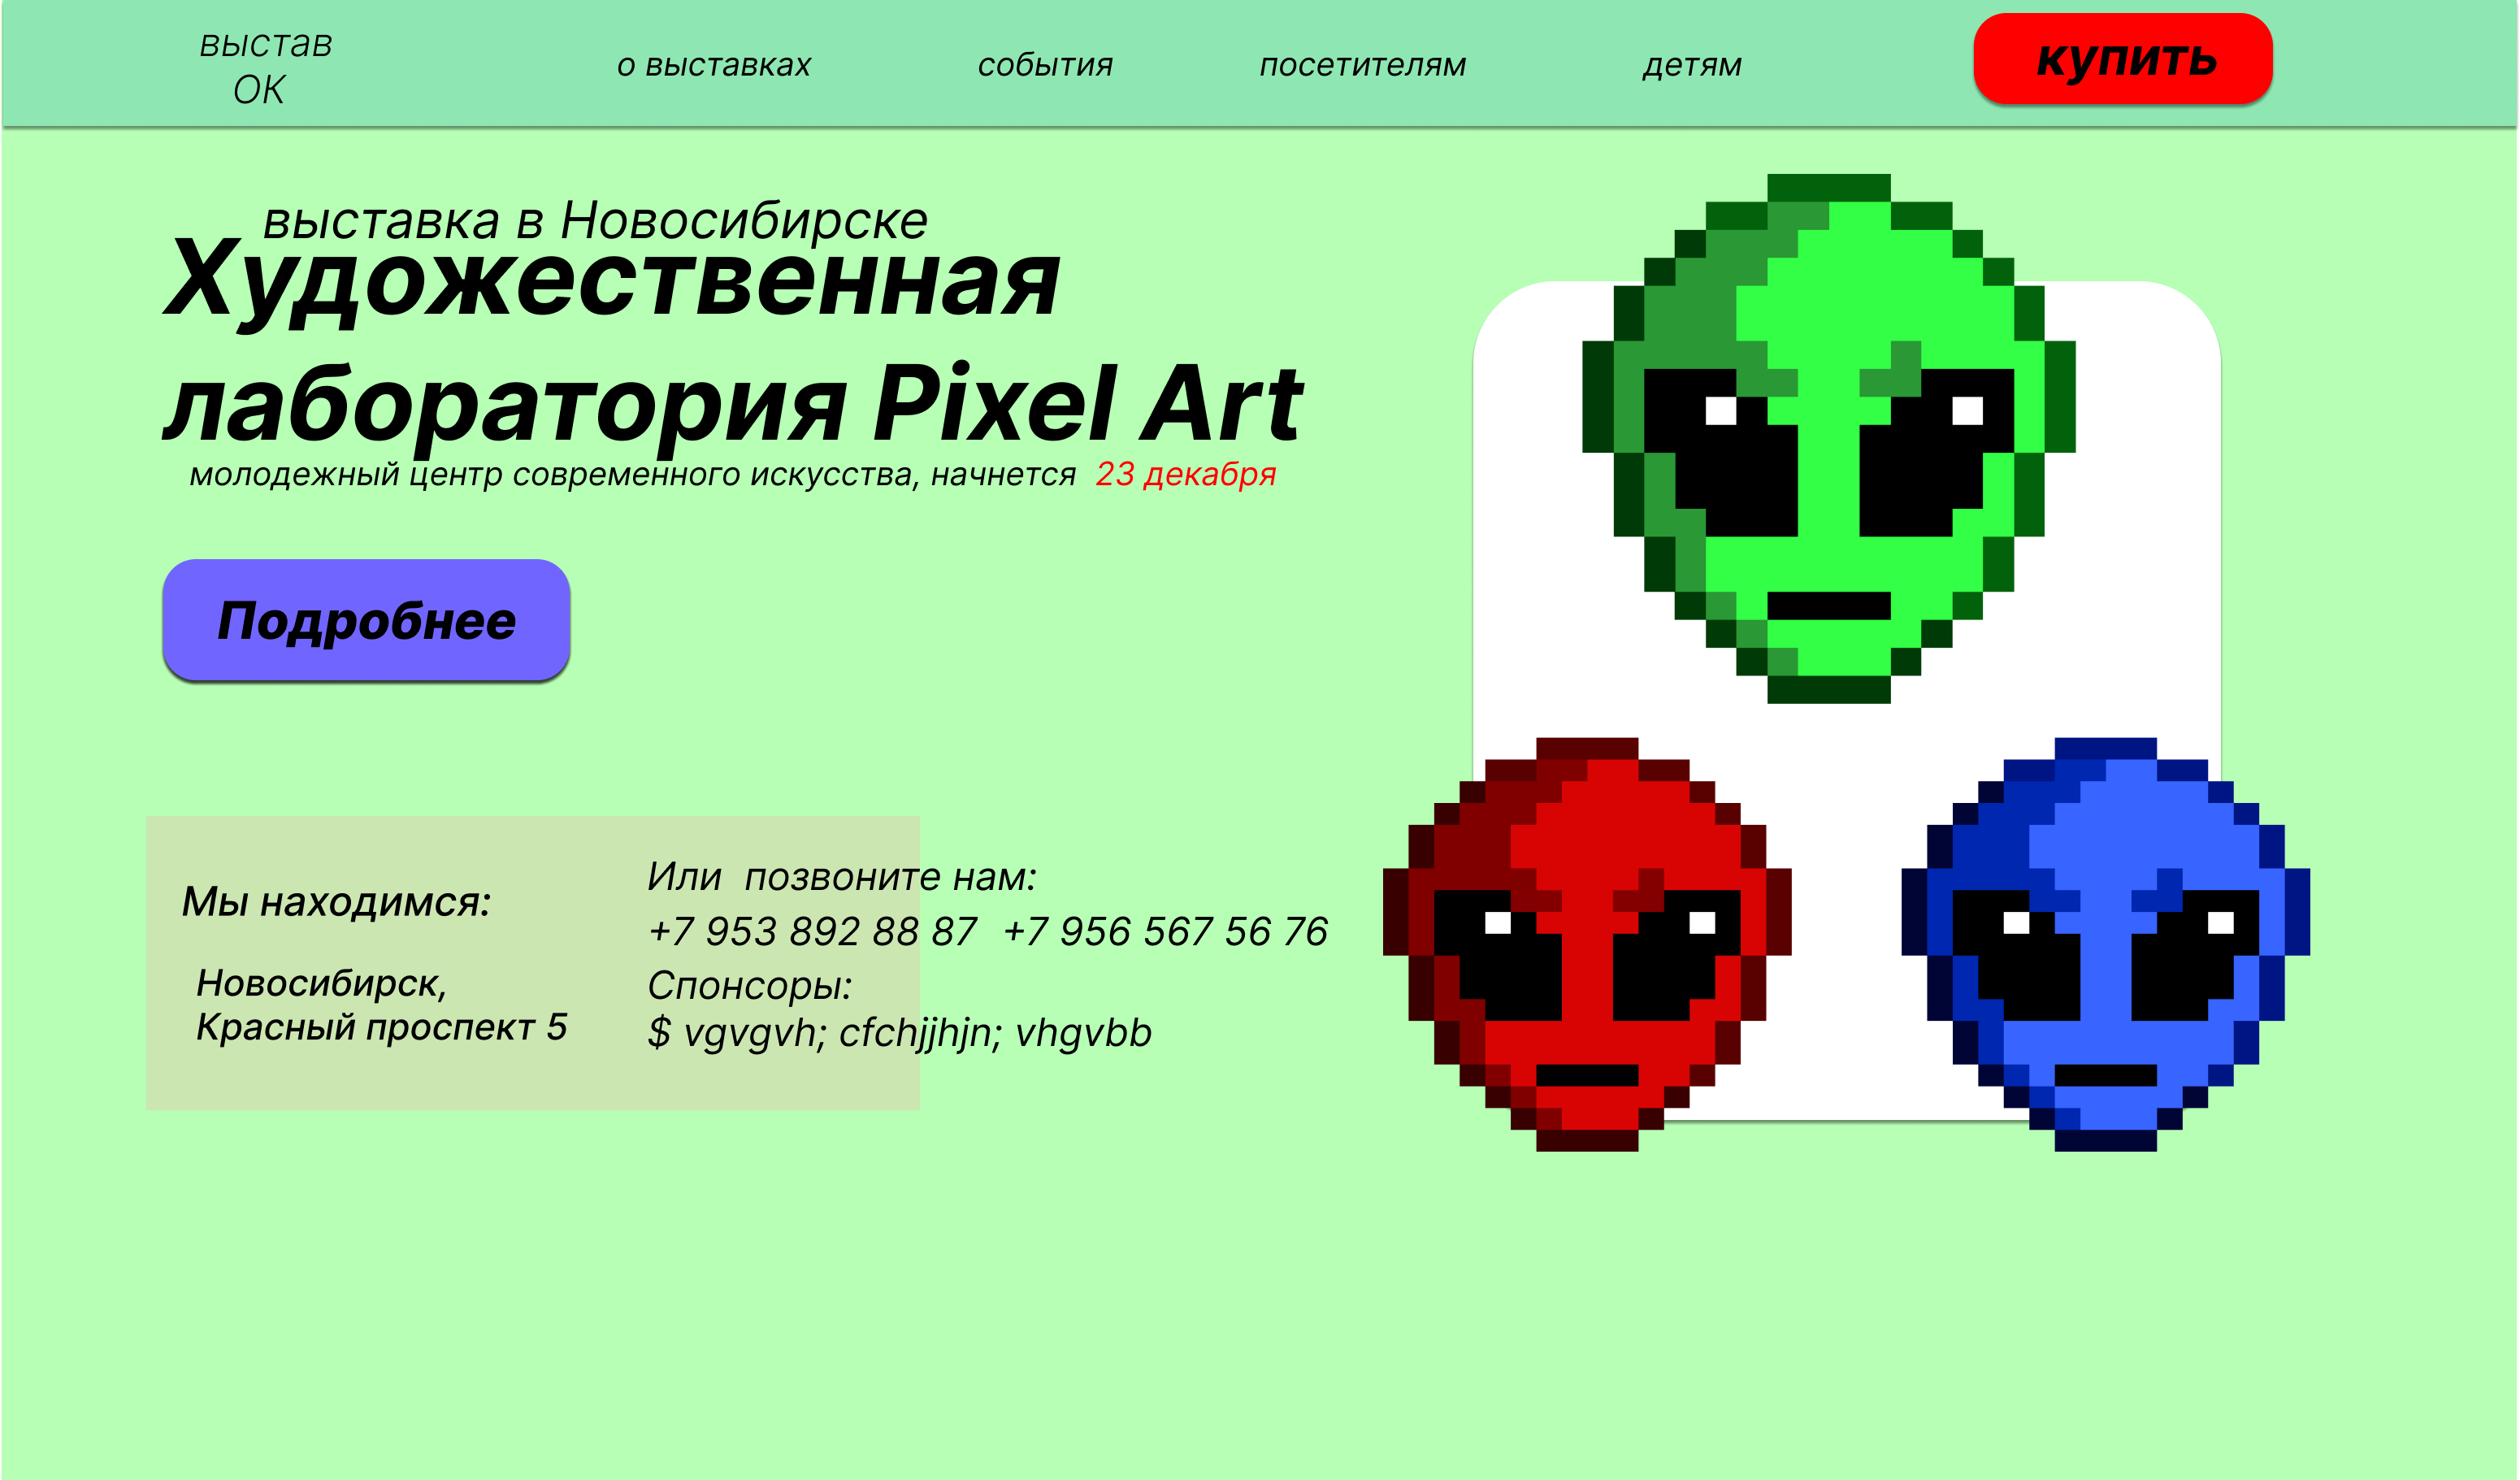 выстав
ОК
о выставках
события
посетителям
детям
купить
выставка в Новосибирске
Художественная
лаборатория Pixel Art
молодежный центр современного искусства, начнется 23 декабря
Подробнее
Мы находимся:
Новосибирск,
Красный проспект 5
Или позвоните нам:
+7 953 892 88 87 +7 956 567 56 76
Спонсоры:
$ vgvgvh; cfchjjhjn; vhgvbb